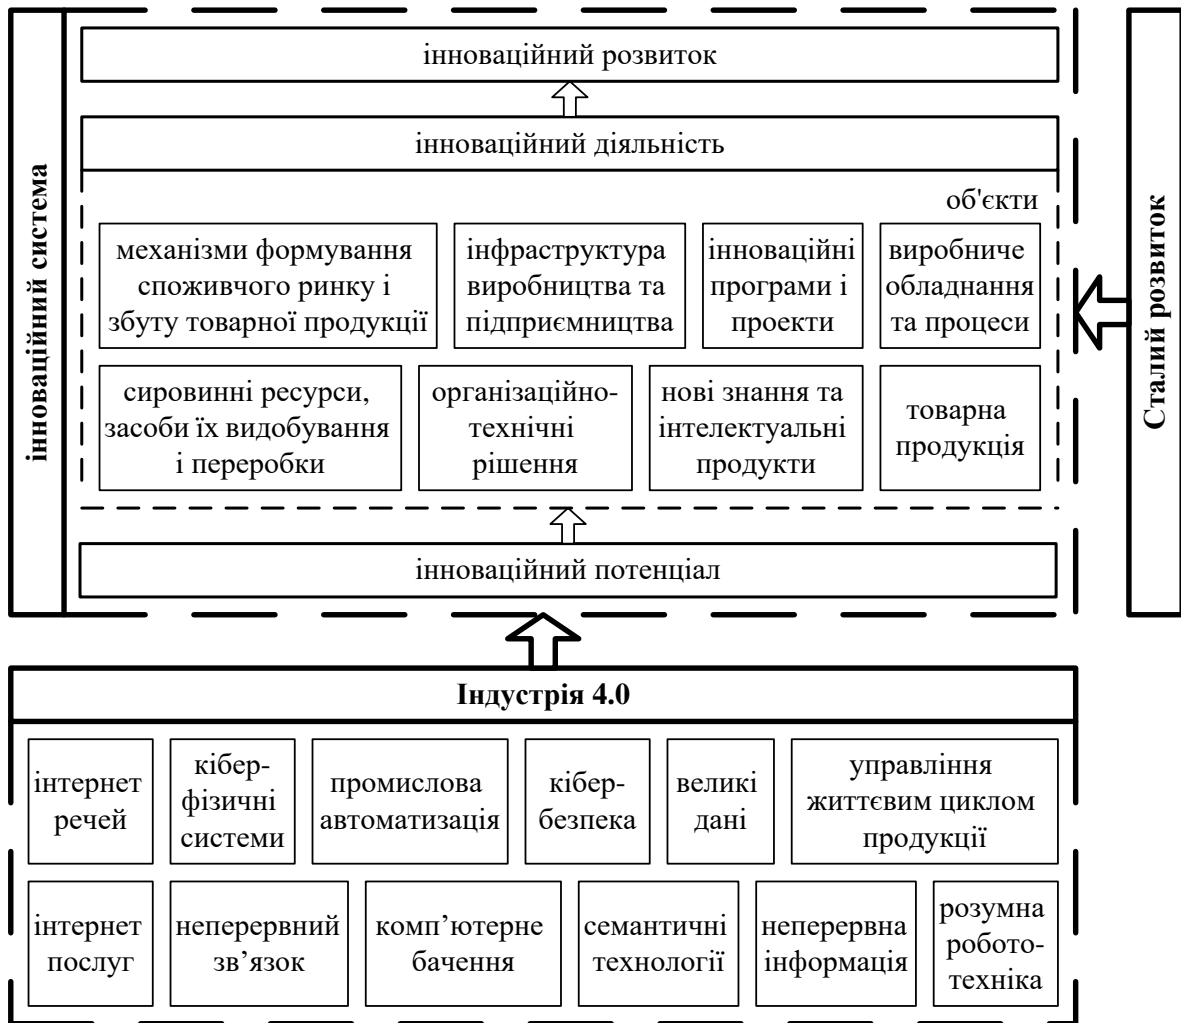 інноваційний система
інноваційний розвиток
інноваційний діяльність
об'єкти
механізми формування
споживчого ринку і
збуту товарної продукції
інфраструктура
виробництва та
підприємництва
інноваційні
програми і
проекти
виробниче
обладнання
та процеси
сировинні ресурси,
засоби їх видобування
і переробки
організаційно-
технічні
рішення
нові знання та
інтелектуальні
продукти
товарна
продукція
інноваційний потенціал
Сталий розвиток
Індустрія 4.0
інтернет
речей
кібер-
фізичні
системи
промислова
автоматизація
кібер-
безпека
великі
дані
управління
життєвим циклом
продукції
інтернет
послуг
неперервний
зв’язок
комп’ютерне
бачення
семантичні
технології
неперервна
інформація
розумна
робото-
техніка